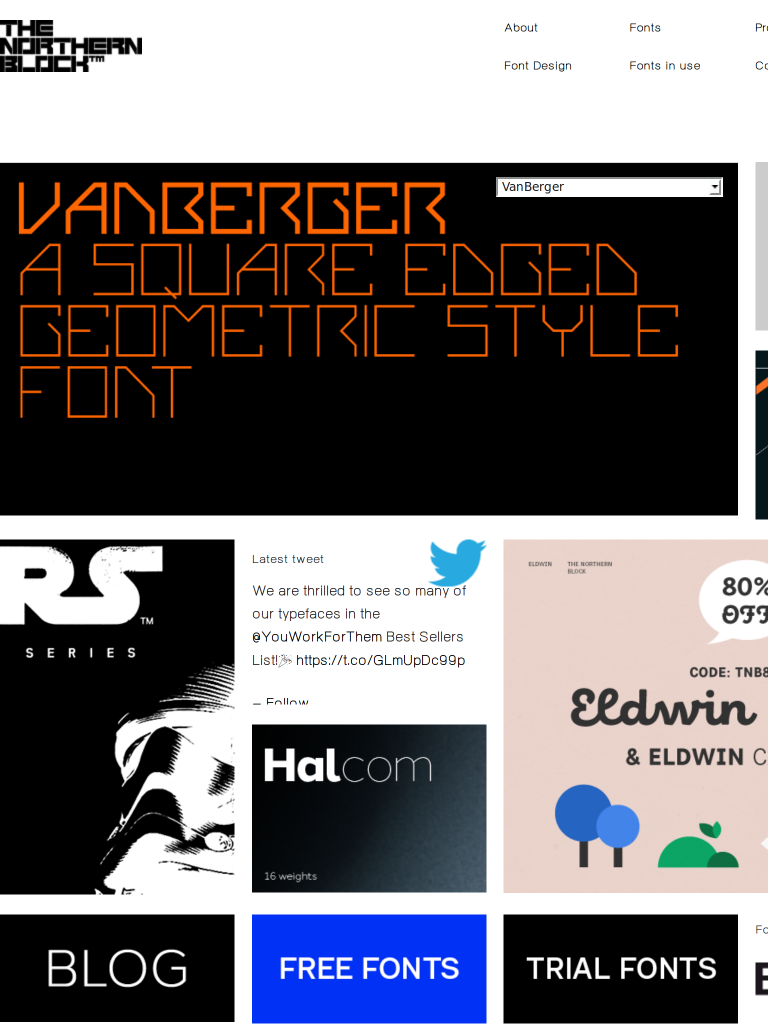 THE
NORTHERN
BLOCK™
About
Fonts
Font Design
Fonts in use
VanBerger
VANBERGER
A SQUARE EDGED
GEOMETRIC STYLE
FONT
RS™
SERIES
Latest tweet
We are thrilled to see so many of
our typefaces in the
@YouWorkForThem Best Sellers
List!🎉 https://t.co/GLmUpDc99p
— Follow
Halcom
16 weights
ELDWIN
THE NORTHERN
BLOCK
80%
OFF
CODE: TNB8
Eldwin
& ELDWIN C
BLOG
FREE FONTS
TRIAL FONTS